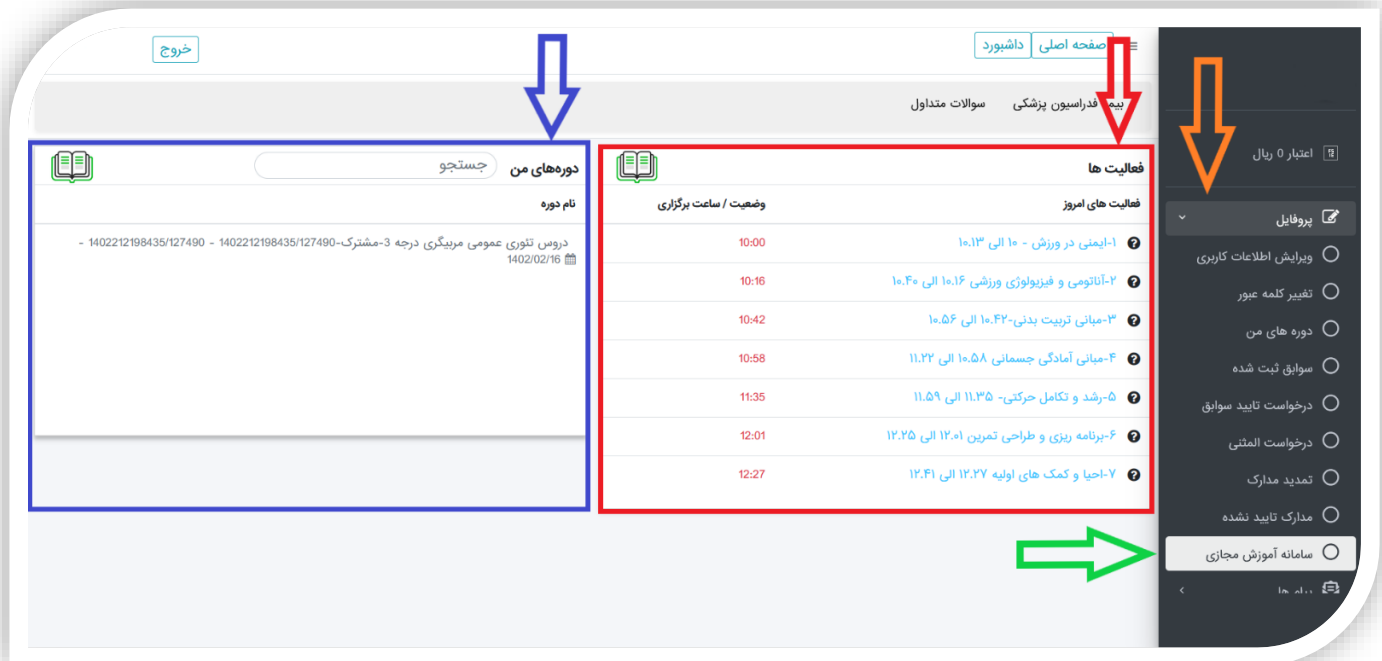 صفحه اصلی داشبورد
خروج
بیمه فدراسیون پزشکی سوالات متداول
اعتبار 0 ریال
پروفایل
ویرایش اطلاعات کاربری
تغییر کلمه عبور
دوره های من
سوابق ثبت شده
درخواست تایید سوابق
درخواست المثنی
تمدید مدارک
مدارک تایید نشده
سامانه آموزش مجازی
فعالیت ها
فعالیت های امروز وضعیت / ساعت برگزاری
۱-ایمنی در ورزش - ۱۰ الی ۱۰.۱۳ 10:00
۲-آناتومی و فیزیولوژی ورزشی ۱۰.۱۶ الی ۱۰.۴۰ 10:16
۳-مبانی تربیت بدنی-۱۰.۴۲ الی ۱۰.۵۶ 10:42
۴-مبانی آمادگی جسمانی ۱۰.۵۸ الی ۱۱.۲۲ 10:58
۵-رشد و تکامل حرکتی- ۱۱.۳۵ الی ۱۱.۵۹ 11:35
۶-برنامه ریزی و طراحی تمرین ۱۲.۰۱ الی ۱۲.۲۵ 12:01
۷-احیا و کمک های اولیه ۱۲.۲۷ الی ۱۲.۴۱ 12:27
دوره‌های من جستجو
نام دوره
دروس تئوری عمومی مربیگری درجه 3-مشترک-1402212198435/127490 - 1402212198435/127490 -
1402/02/16